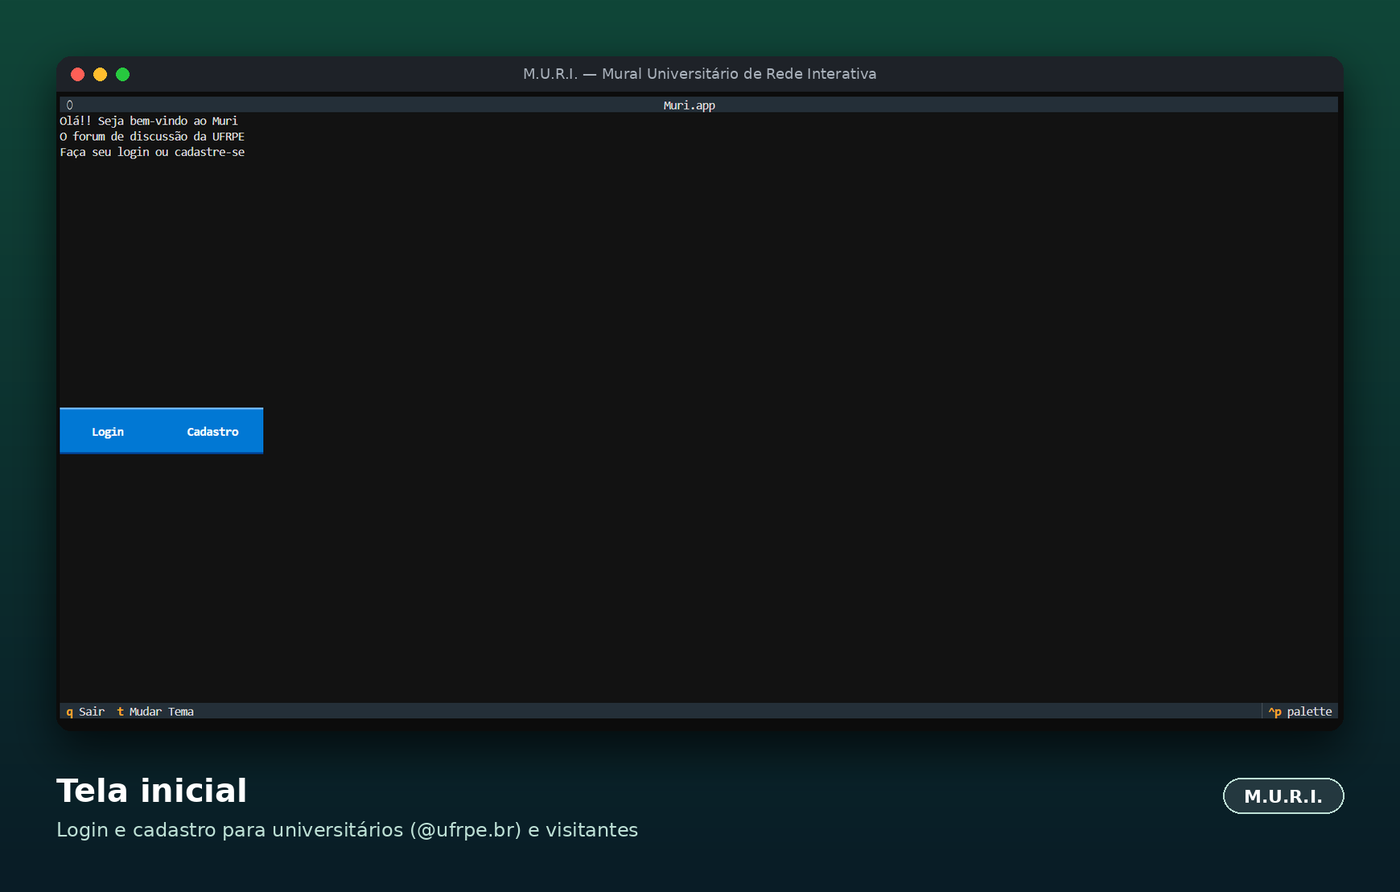 M.U.R.I. — Mural Universitário de Rede Interativa
Muri.app
Olá!! Seja bem-vindo ao Muri
O forum de discussão da UFRPE
Faça seu login ou cadastre-se
Login Cadastro
q Sair t Mudar Tema ^p palette
Tela inicial
M.U.R.I.
Login e cadastro para universitários (@ufrpe.br) e visitantes